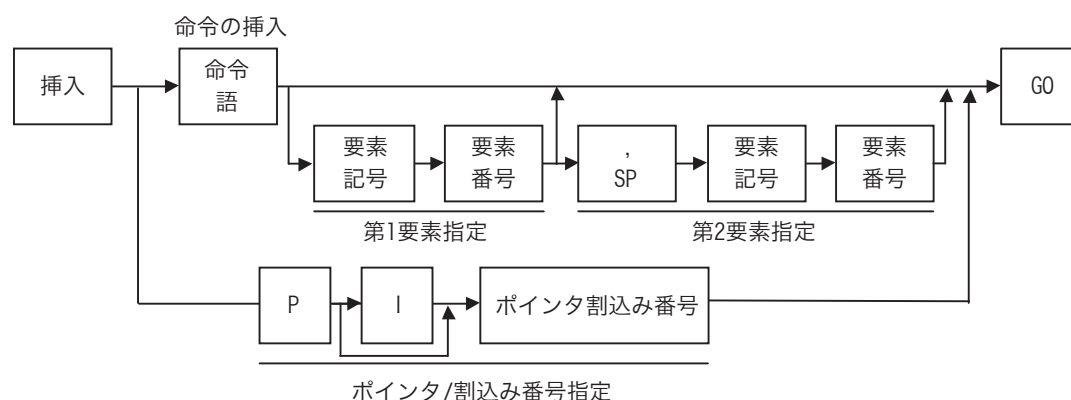 命令の挿入
挿入
命令
語
GO
要素
記号
要素
番号
,
SP
要素
記号
要素
番号
第1要素指定
第2要素指定
P
I
ポインタ割込み番号
ポインタ/割込み番号指定